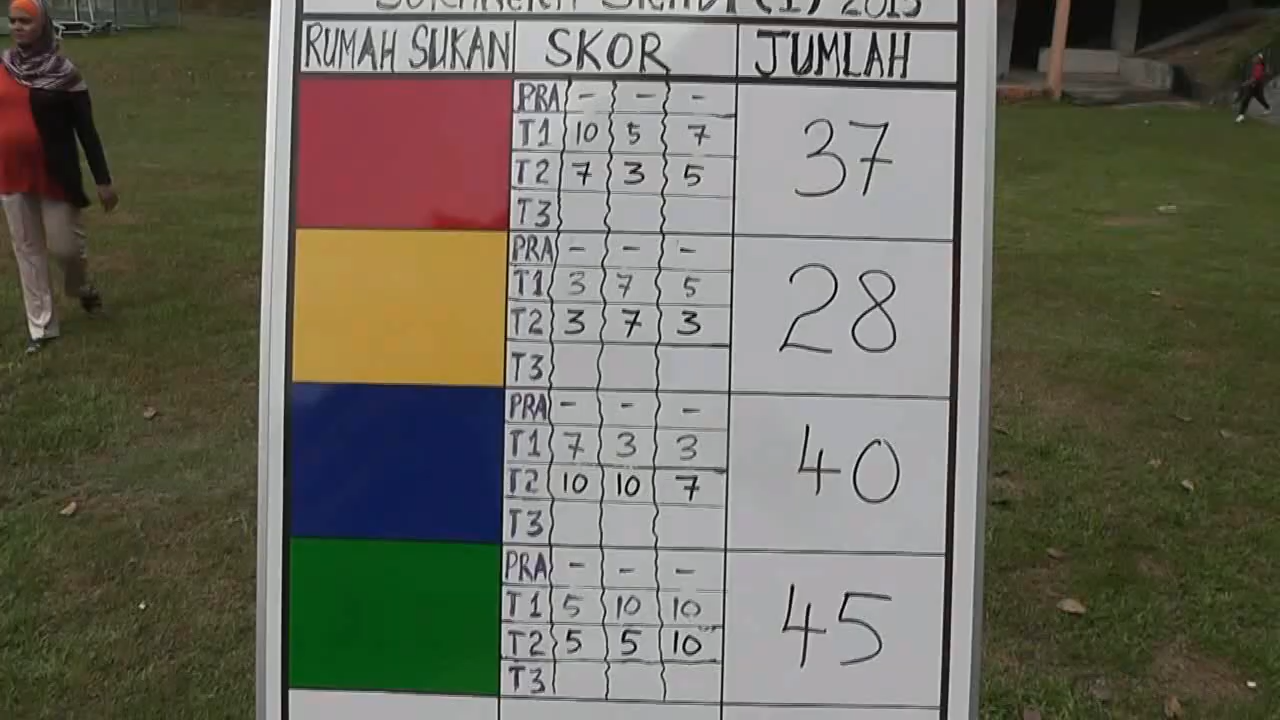 (1) 2015
RUMAH SUKAN SKOR JUMLAH
PRA - - -
T1 10 5 7
T2 7 3 5
T3
37
PRA - - -
T1 3 7 5
T2 3 7 3
T3
28
PRA - - -
T1 7 3 3
T2 10 10 7
T3
40
PRA - - -
T1 5 10 10
T2 5 5 10
T3
45